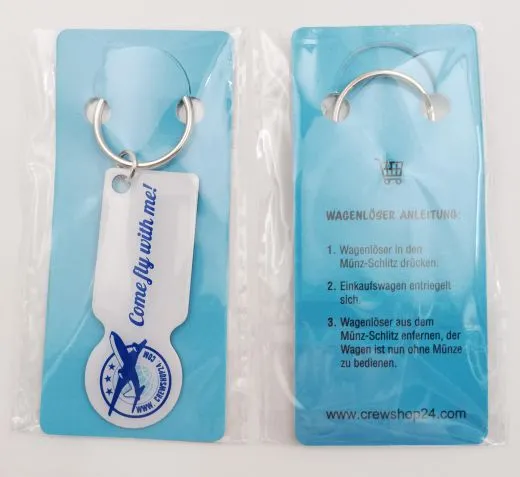 Come fly with me!
WWW. CREWSHOP24.COM
WAGENLÖSER ANLEITUNG:
1. Wagenlöser in den
Münz-Schlitz drücken.
2. Einkaufswagen entriegelt
sich.
3. Wagenlöser aus dem
Münz-Schlitz enfernen, der
Wagen ist nun ohne Münze
zu bedienen.
www.crewshop24.com